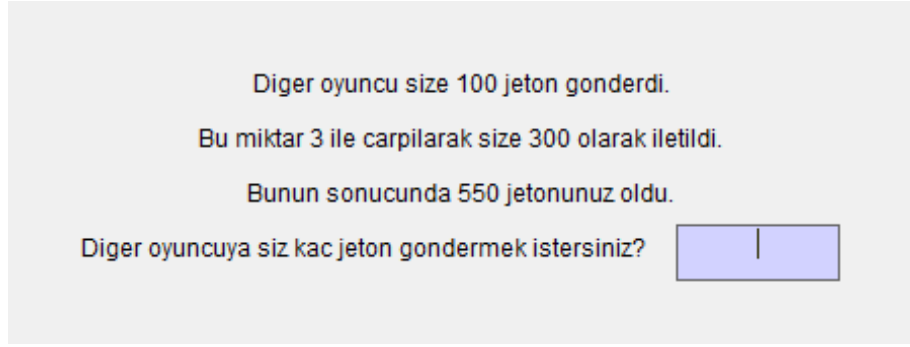 Diger oyuncu size 100 jeton gonderdi.
Bu miktar 3 ile carpilarak size 300 olarak iletildi.
Bunun sonucunda 550 jetonunuz oldu.
Diger oyuncuya siz kac jeton gondermek istersiniz?